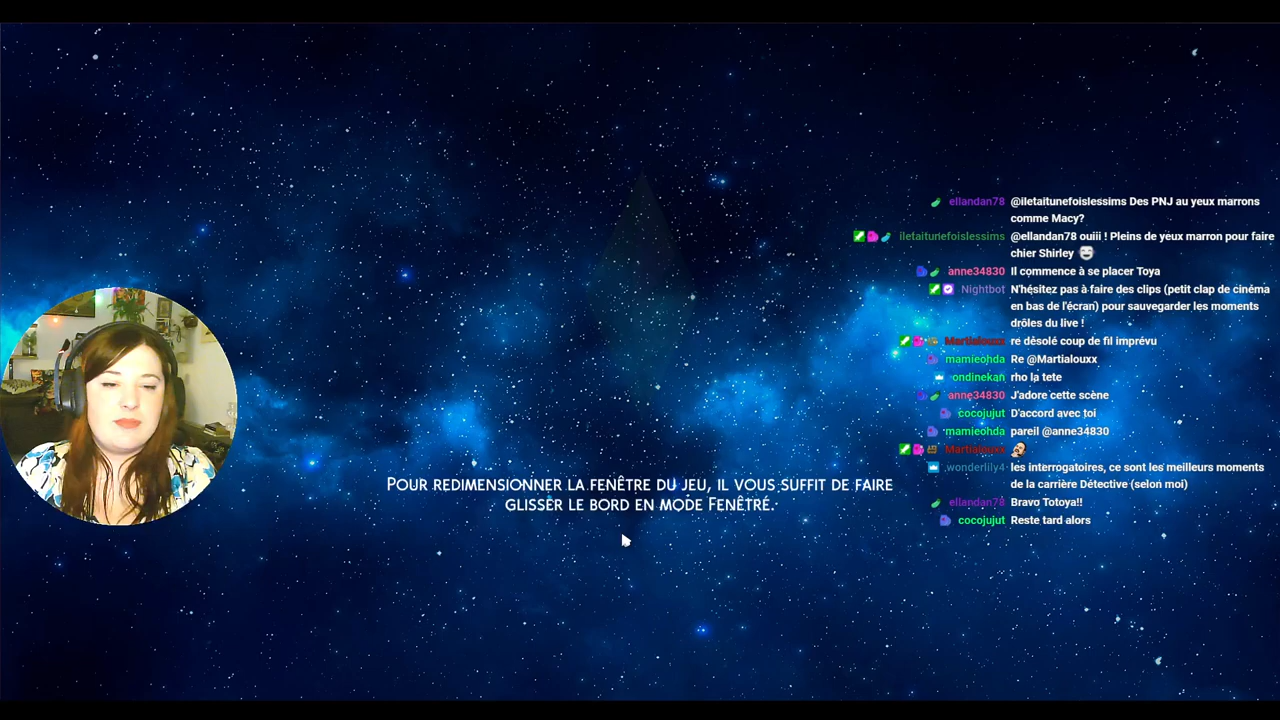 ellandan78 @iletaitunefoislessims Des PNJ au yeux marrons
comme Macy?
iletaitunefoislessims @ellandan78 ouiii ! Pleins de yeux marron pour faire
chier Shirley
anne34830 Il commence à se placer Toya
Nightbot N'hésitez pas à faire des clips (petit clap de cinéma
en bas de l'écran) pour sauvegarder les moments
drôles du live !
Martialouxx re désolé coup de fil imprévu
mamieohda Re @Martialouxx
ondinekan rho la tete
anne34830 J'adore cette scène
cocojujut D'accord avec toi
mamieohda pareil @anne34830
Martialouxx
wonderlily4 les interrogatoires, ce sont les meilleurs moments
de la carrière Détective (selon moi)
ellandan78 Bravo Totoya!!
cocojujut Reste tard alors
POUR REDIMENSIONNER LA FENÊTRE DU JEU, IL VOUS SUFFIT DE FAIRE
GLISSER LE BORD EN MODE FENÊTRÉ.